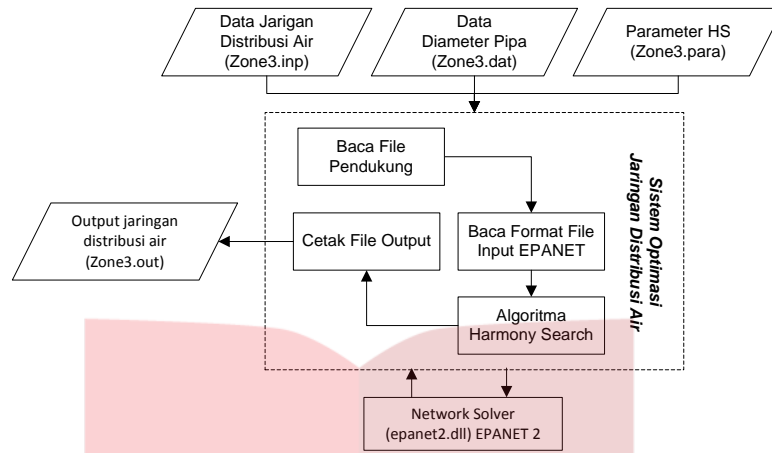 Data Jarigan
Distribusi Air
(Zone3.inp)
Data
Diameter Pipa
(Zone3.dat)
Parameter HS
(Zone3.para)
Baca File
Pendukung
Sistem Optimasi
Jaringan Distribusi Air
Output jaringan
distribusi air
(Zone3.out)
Cetak File Output
Baca Format File
Input EPANET
Algoritma
Harmony Search
Network Solver
(epanet2.dll) EPANET 2